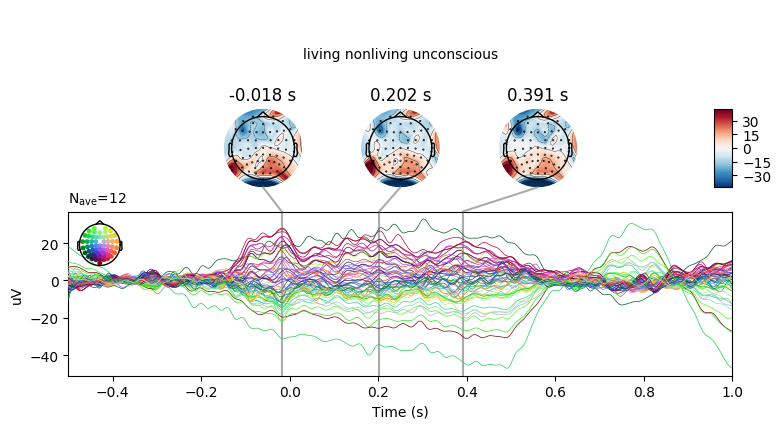 living nonliving unconscious
-0.018 s 0.202 s 0.391 s
30
15
0
−15
−30
Nave=12
20
0
−20
−40
uV
−0.4 −0.2 0.0 0.2 0.4 0.6 0.8 1.0
Time (s)